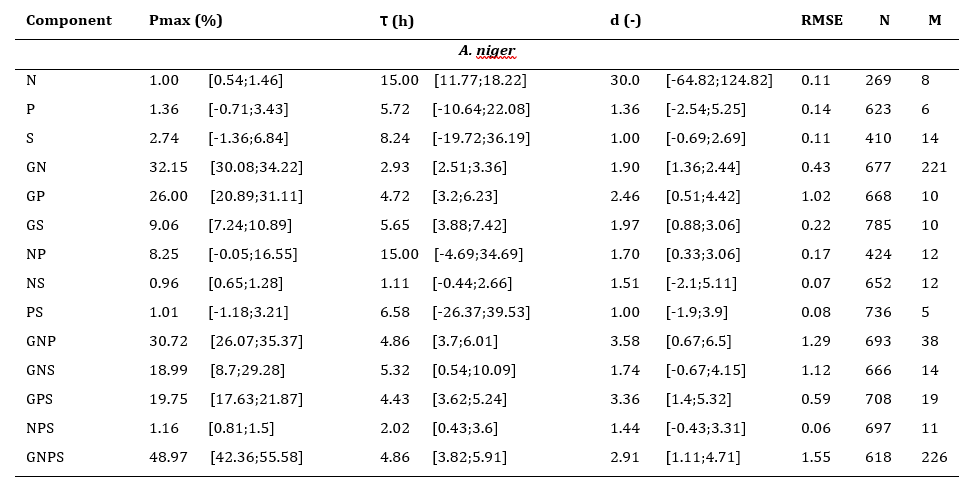 Component Pmax (%) τ (h) d (-) RMSE N M
A. niger
N 1.00 [0.54;1.46] 15.00 [11.77;18.22] 30.0 [-64.82;124.82] 0.11 269 8
P 1.36 [-0.71;3.43] 5.72 [-10.64;22.08] 1.36 [-2.54;5.25] 0.14 623 6
S 2.74 [-1.36;6.84] 8.24 [-19.72;36.19] 1.00 [-0.69;2.69] 0.11 410 14
GN 32.15 [30.08;34.22] 2.93 [2.51;3.36] 1.90 [1.36;2.44] 0.43 677 221
GP 26.00 [20.89;31.11] 4.72 [3.2;6.23] 2.46 [0.51;4.42] 1.02 668 10
GS 9.06 [7.24;10.89] 5.65 [3.88;7.42] 1.97 [0.88;3.06] 0.22 785 10
NP 8.25 [-0.05;16.55] 15.00 [-4.69;34.69] 1.70 [0.33;3.06] 0.17 424 12
NS 0.96 [0.65;1.28] 1.11 [-0.44;2.66] 1.51 [-2.1;5.11] 0.07 652 12
PS 1.01 [-1.18;3.21] 6.58 [-26.37;39.53] 1.00 [-1.9;3.9] 0.08 736 5
GNP 30.72 [26.07;35.37] 4.86 [3.7;6.01] 3.58 [0.67;6.5] 1.29 693 38
GNS 18.99 [8.7;29.28] 5.32 [0.54;10.09] 1.74 [-0.67;4.15] 1.12 666 14
GPS 19.75 [17.63;21.87] 4.43 [3.62;5.24] 3.36 [1.4;5.32] 0.59 708 19
NPS 1.16 [0.81;1.5] 2.02 [0.43;3.6] 1.44 [-0.43;3.31] 0.06 697 11
GNPS 48.97 [42.36;55.58] 4.86 [3.82;5.91] 2.91 [1.11;4.71] 1.55 618 226